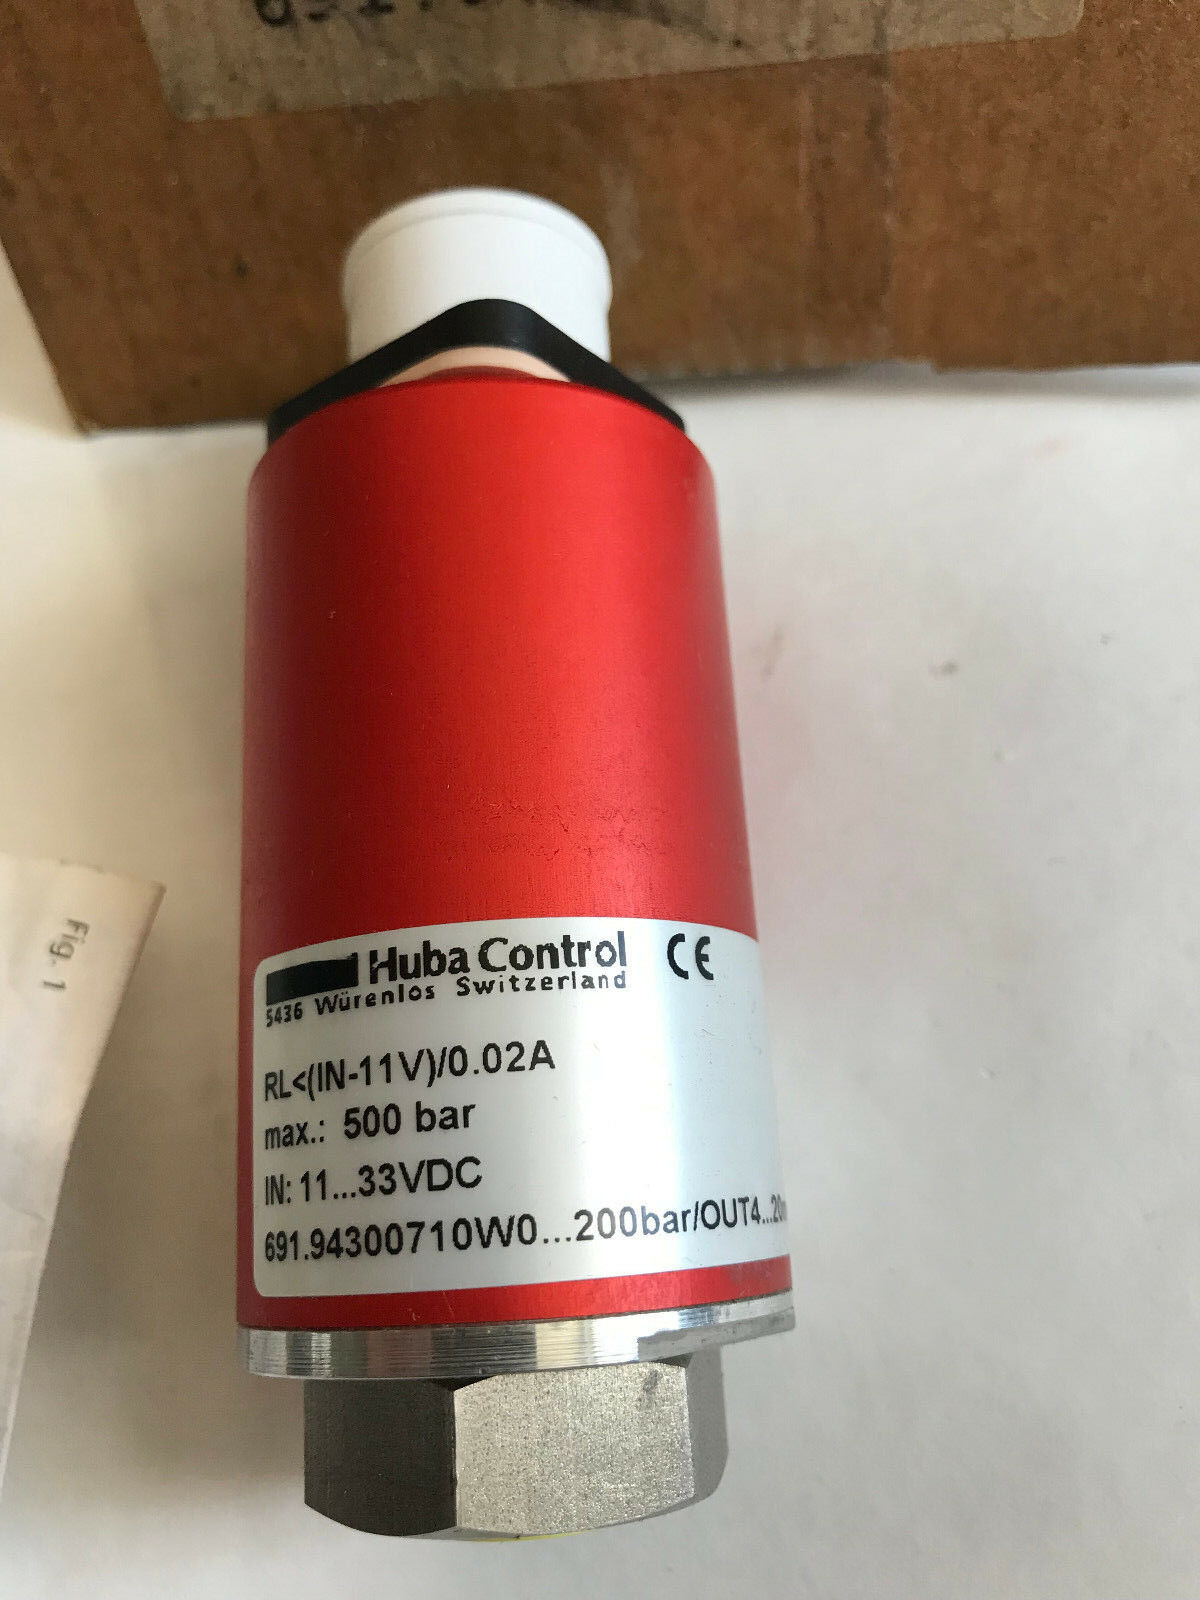 Huba Control CE
5436 Würenlos Switzerland
RL<(IN-11V)/0.02A
max.: 500 bar
IN: 11...33VDC
691.94300710W0...200bar/OUT4...20m
Fig. 1